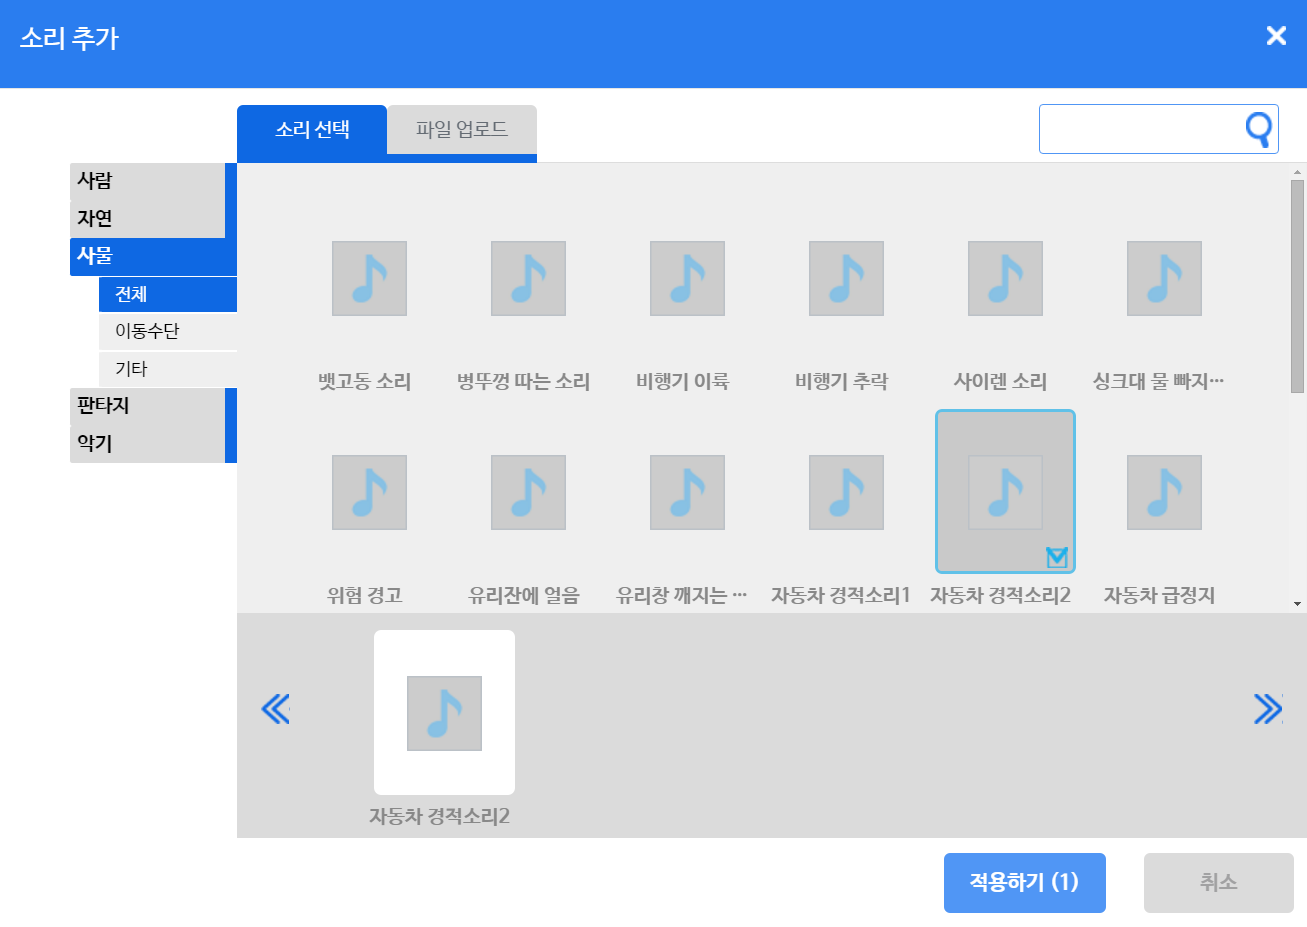 소리 추가
소리 선택
파일 업로드
사람
자연
사물
전체
이동수단
기타
판타지
악기
뱃고동 소리
병뚜껑 따는 소리
비행기 이륙
비행기 추락
사이렌 소리
싱크대 물 빠지…
위험 경고
유리잔에 얼음
유리창 깨지는 …
자동차 경적소리1
자동차 경적소리2
자동차 급정지
자동차 경적소리2
적용하기 (1)
취소